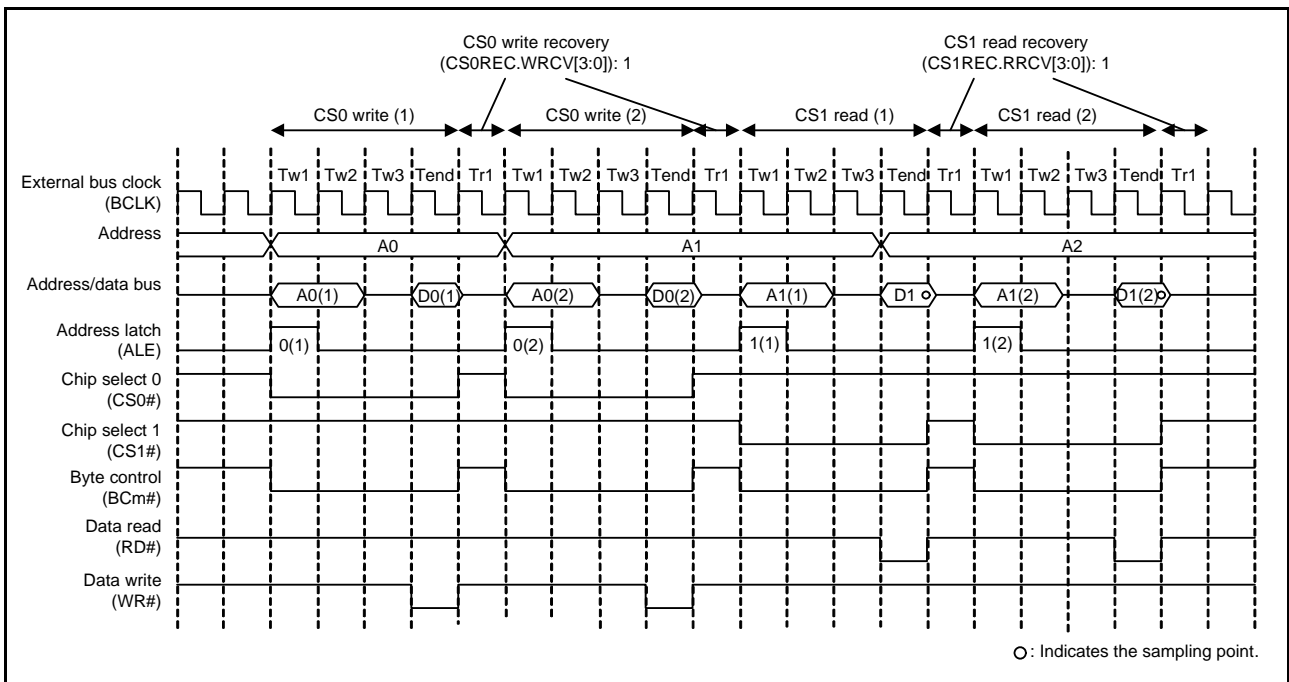 CS0 write recovery
(CS0REC.WRCV[3:0]): 1
CS1 read recovery
(CS1REC.RRCV[3:0]): 1
CS0 write (1)
CS0 write (2)
CS1 read (1)
CS1 read (2)
External bus clock
(BCLK)
Tw1 Tw2 Tw3 Tend Tr1 Tw1 Tw2 Tw3 Tend Tr1 Tw1 Tw2 Tw3 Tend Tr1 Tw1 Tw2 Tw3 Tend Tr1
Address
A0 A1 A2
Address/data bus
A0(1) D0(1) A0(2) D0(2) A1(1) D1 A1(2) D1(2)
Address latch
(ALE)
0(1) 0(2) 1(1) 1(2)
Chip select 0
(CS0#)
Chip select 1
(CS1#)
Byte control
(BCm#)
Data read
(RD#)
Data write
(WR#)
: Indicates the sampling point.